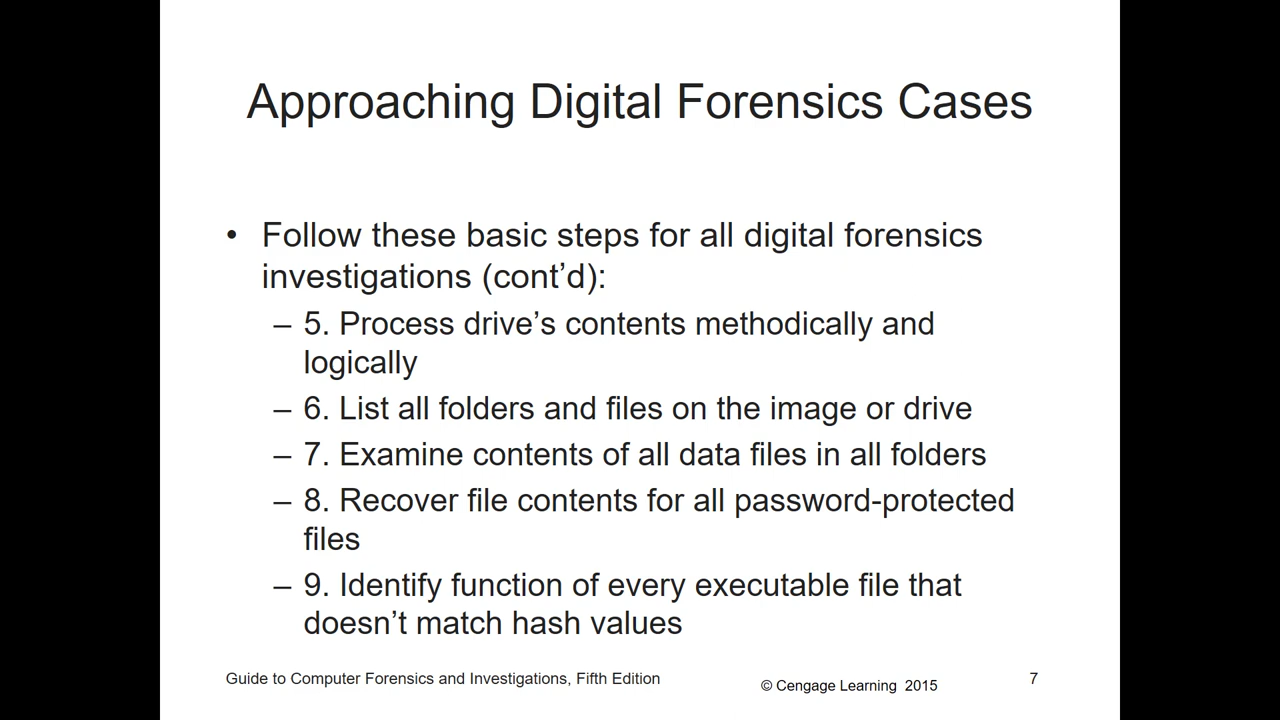 Approaching Digital Forensics Cases
• Follow these basic steps for all digital forensics
investigations (cont’d):
– 5. Process drive’s contents methodically and
logically
– 6. List all folders and files on the image or drive
– 7. Examine contents of all data files in all folders
– 8. Recover file contents for all password-protected
files
– 9. Identify function of every executable file that
doesn’t match hash values
Guide to Computer Forensics and Investigations, Fifth Edition
© Cengage Learning 2015
7